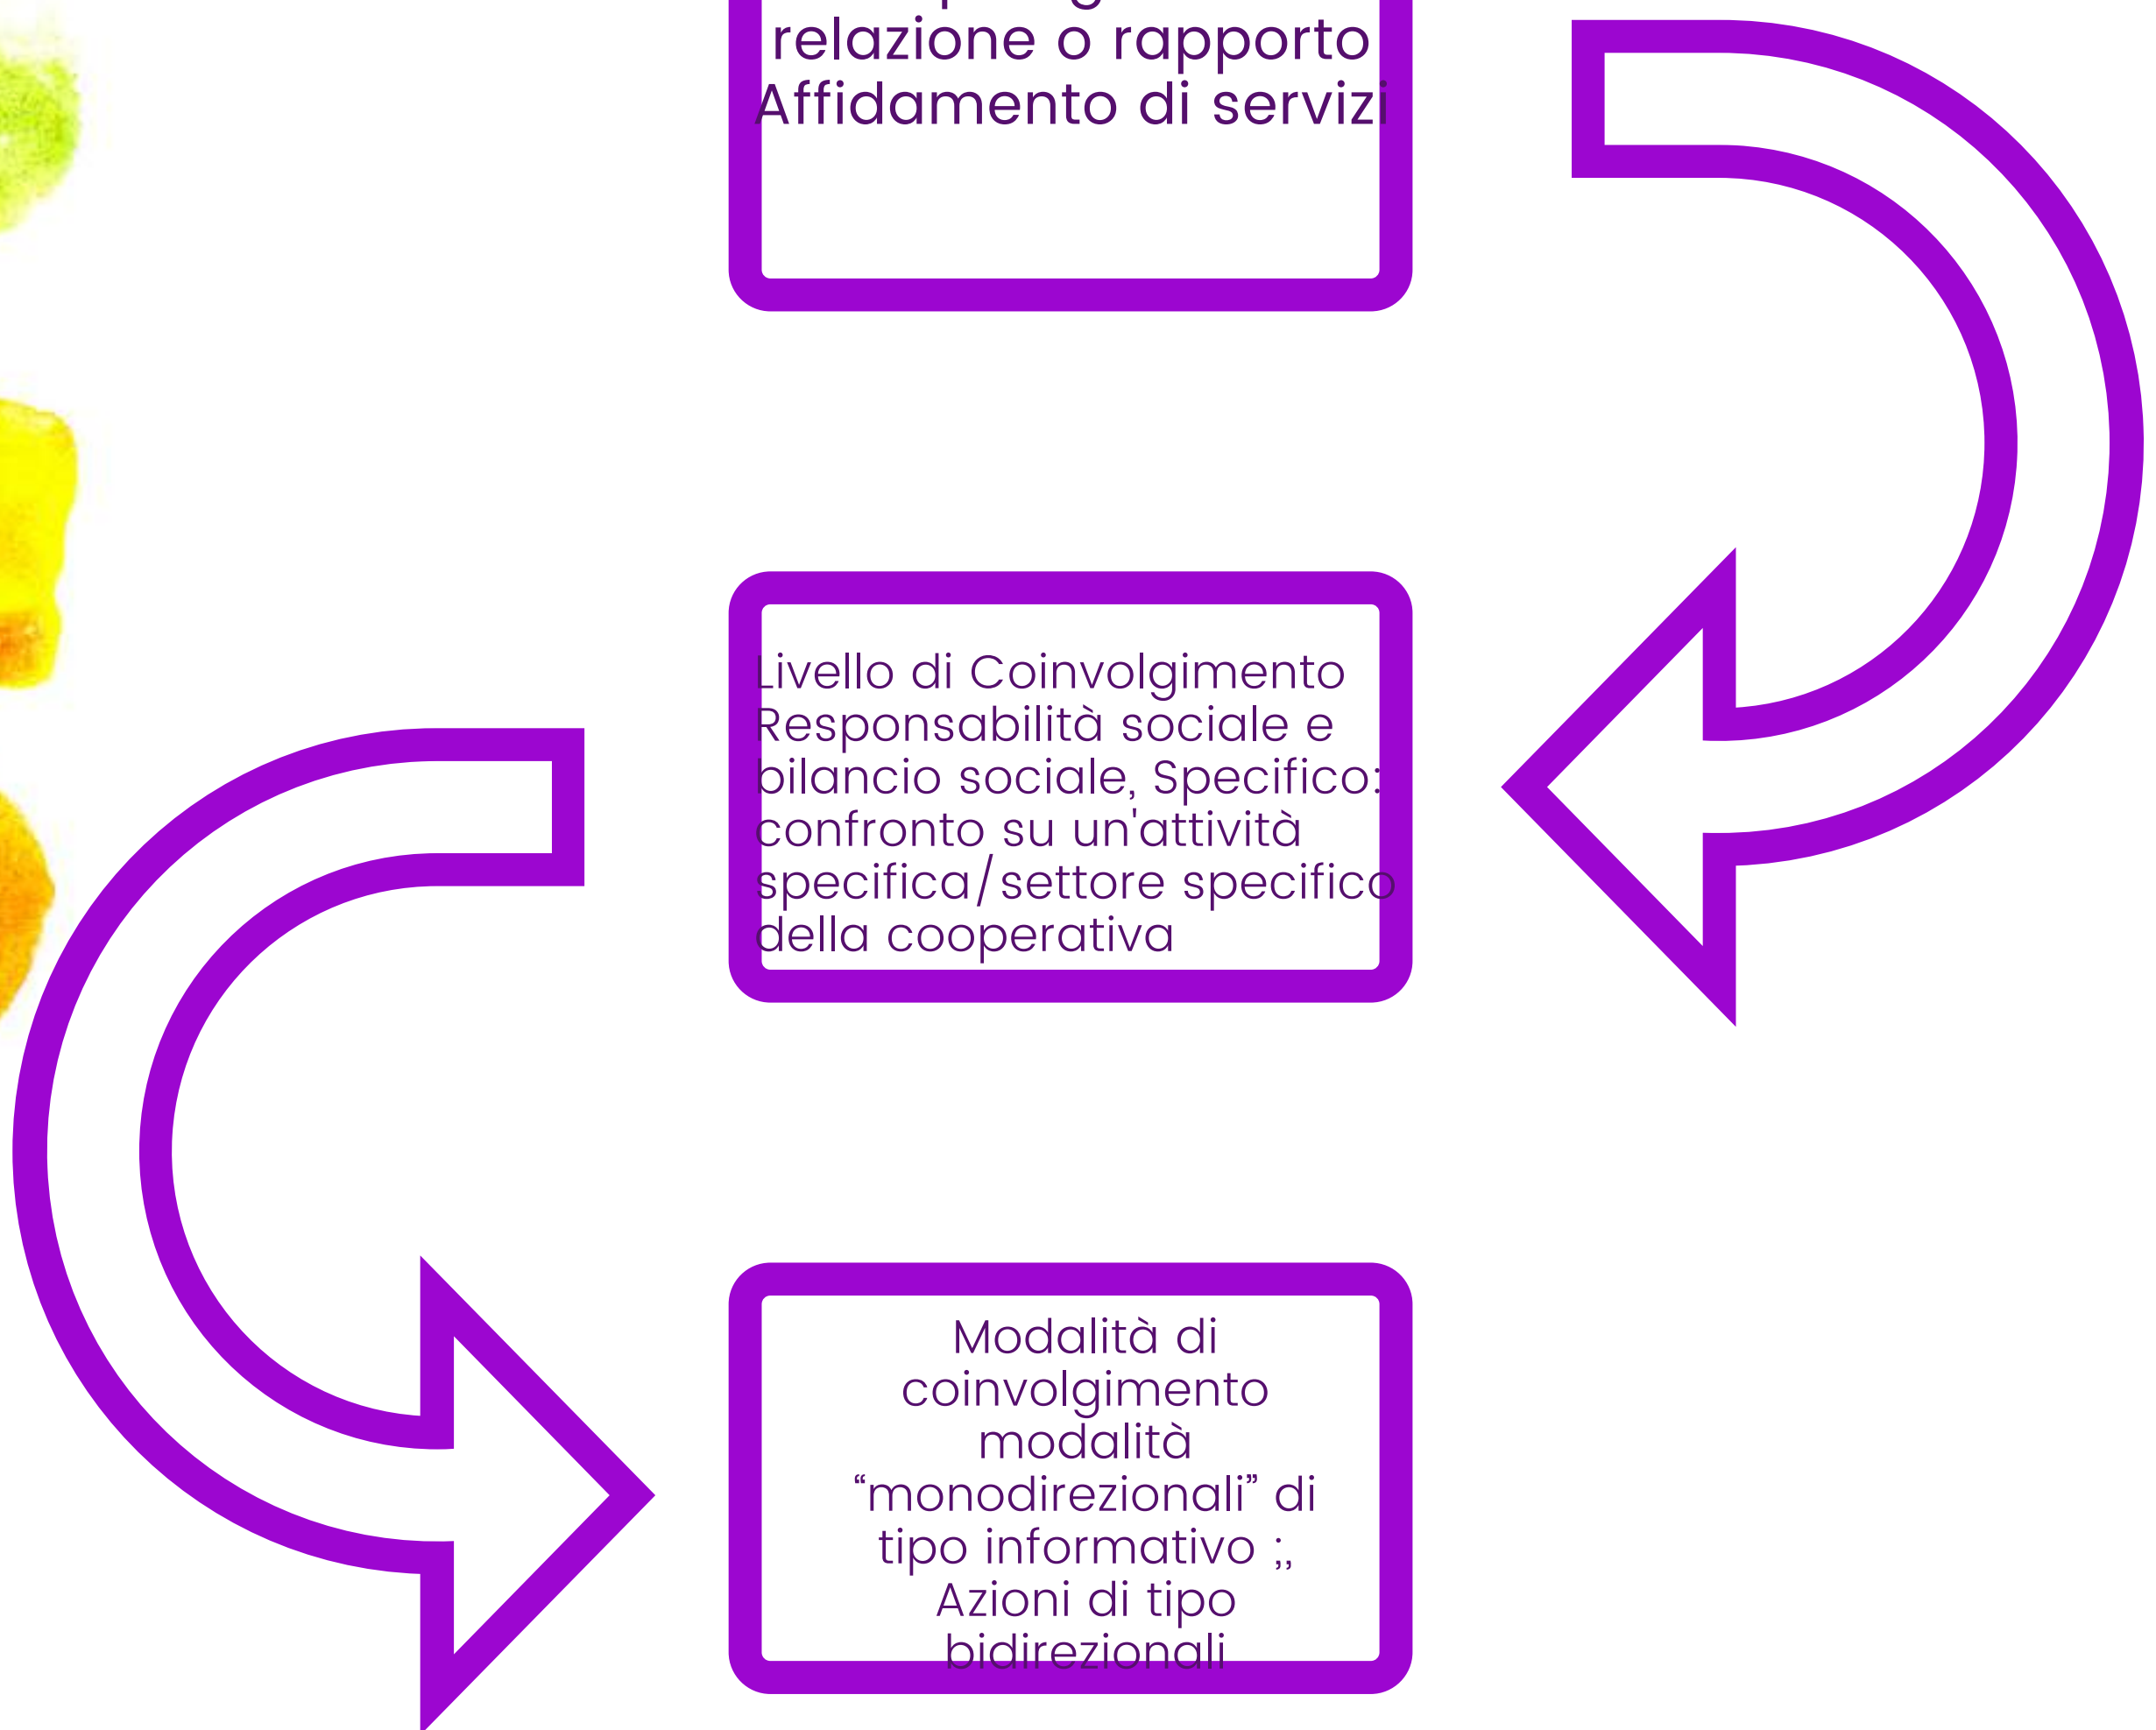 relazione o rapporto
Affidamento di servizi
Livello di Coinvolgimento
Responsabilità sociale e
bilancio sociale, Specifico:
confronto su un'attività
specifica/settore specifico
della cooperativa
Modalità di
coinvolgimento
modalità
“monodirezionali” di
tipo informativo ;,
Azioni di tipo
bidirezionali